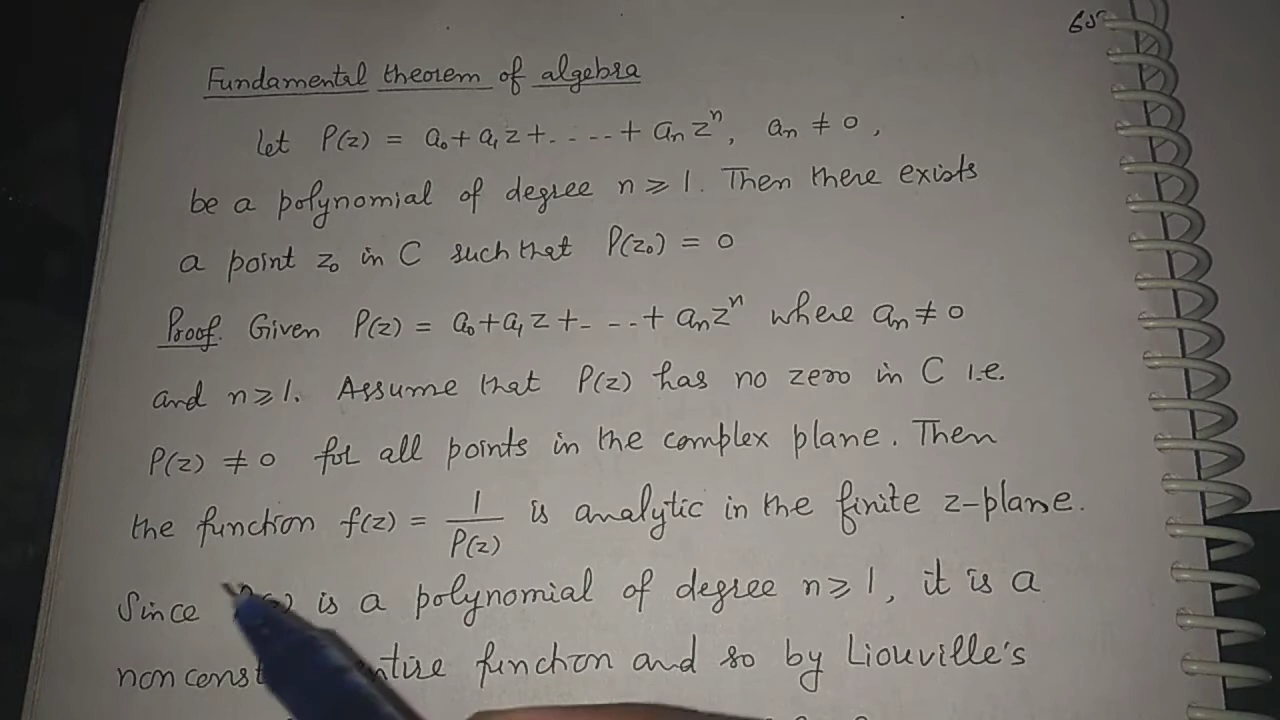 65
Fundamental theorem of algebra
let P(z) = a₀ + a₁z + - . - - + aₙzⁿ, aₙ ≠ 0,
be a polynomial of degree n ≥ 1. Then there exists
a point z₀ in C such that P(z₀) = 0
Proof. Given P(z) = a₀ + a₁z + - . - - + aₙzⁿ where aₙ ≠ 0
and n ≥ 1. Assume that P(z) has no zero in C i.e.
P(z) ≠ 0 for all points in the complex plane. Then
the function f(z) = 1/P(z) is analytic in the finite z-plane.
Since is a polynomial of degree n ≥ 1, it is a
function and so by Liouville's